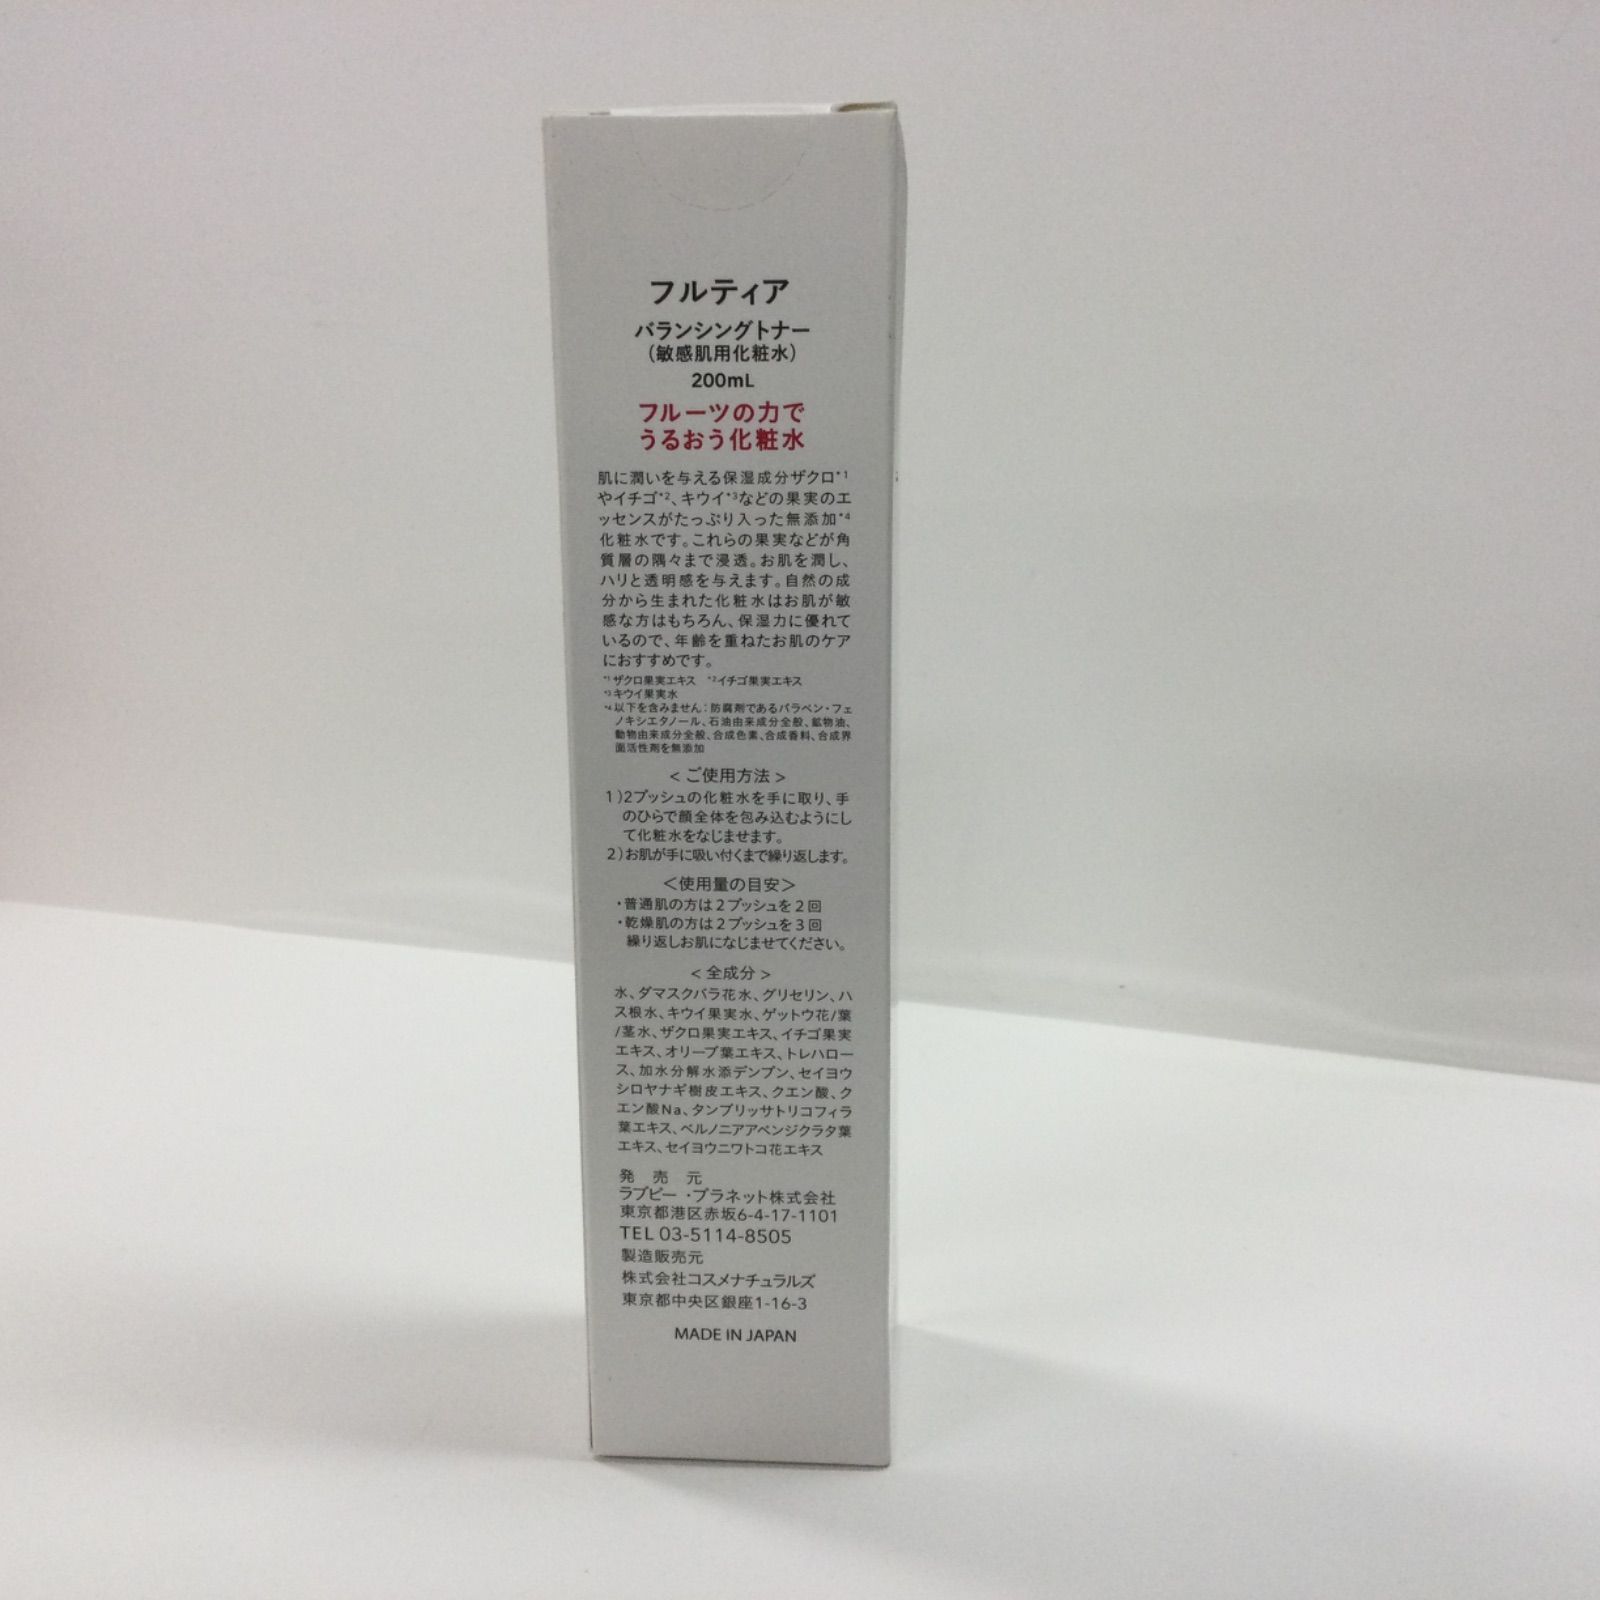 フルティア
バランシングトナー
(敏感肌用化粧水)
200mL
フルーツの力で
うるおう化粧水
肌に潤いを与える保湿成分ザクロ*1
やイチゴ*2、キウイ*3などの果実のエ
ッセンスがたっぷり入った無添加*4
化粧水です。これらの果実などが角
質層の隅々まで浸透。お肌を潤し、
ハリと透明感を与えます。自然の成
分から生まれた化粧水はお肌が敏
感な方はもちろん、保湿力に優れて
いるので、年齢を重ねたお肌のケア
におすすめです。
*1ザクロ果実エキス *2イチゴ果実エキス
*3キウイ果実水
*4以下を含みません:防腐剤であるパラベン・フェ
ノキシエタノール、石油由来成分全般、鉱物油、
動物由来成分全般、合成色素、合成香料、合成界
面活性剤を無添加
<ご使用方法>
1)2プッシュの化粧水を手に取り、手
のひらで顔全体を包み込むようにし
て化粧水をなじませます。
2)お肌が手に吸い付くまで繰り返します。
<使用量の目安>
・普通肌の方は2プッシュを2回
・乾燥肌の方は2プッシュを3回
繰り返しお肌になじませてください。
<全成分>
水、ダマスクバラ花水、グリセリン、ハ
ス根水、キウイ果実水、ゲットウ花/葉
/茎水、ザクロ果実エキス、イチゴ果実
エキス、オリーブ葉エキス、トレハロー
ス、加水分解水添デンプン、セイヨウ
シロヤナギ樹皮エキス、クエン酸、ク
エン酸Na、タンブリッサトリコフィラ
葉エキス、ベルノニアアペンジクラタ葉
エキス、セイヨウニワトコ花エキス
発 売 元
ラブピー・プラネット株式会社
東京都港区赤坂6-4-17-1101
TEL 03-5114-8505
製造販売元
株式会社コスメナチュラルズ
東京都中央区銀座1-16-3
MADE IN JAPAN